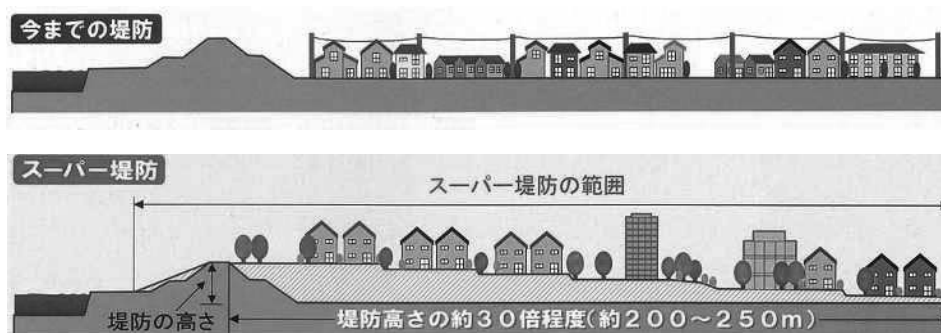 今までの堤防
スーパー堤防
スーパー堤防の範囲
堤防の高さ
堤防高さの約30倍程度(約200～250m)